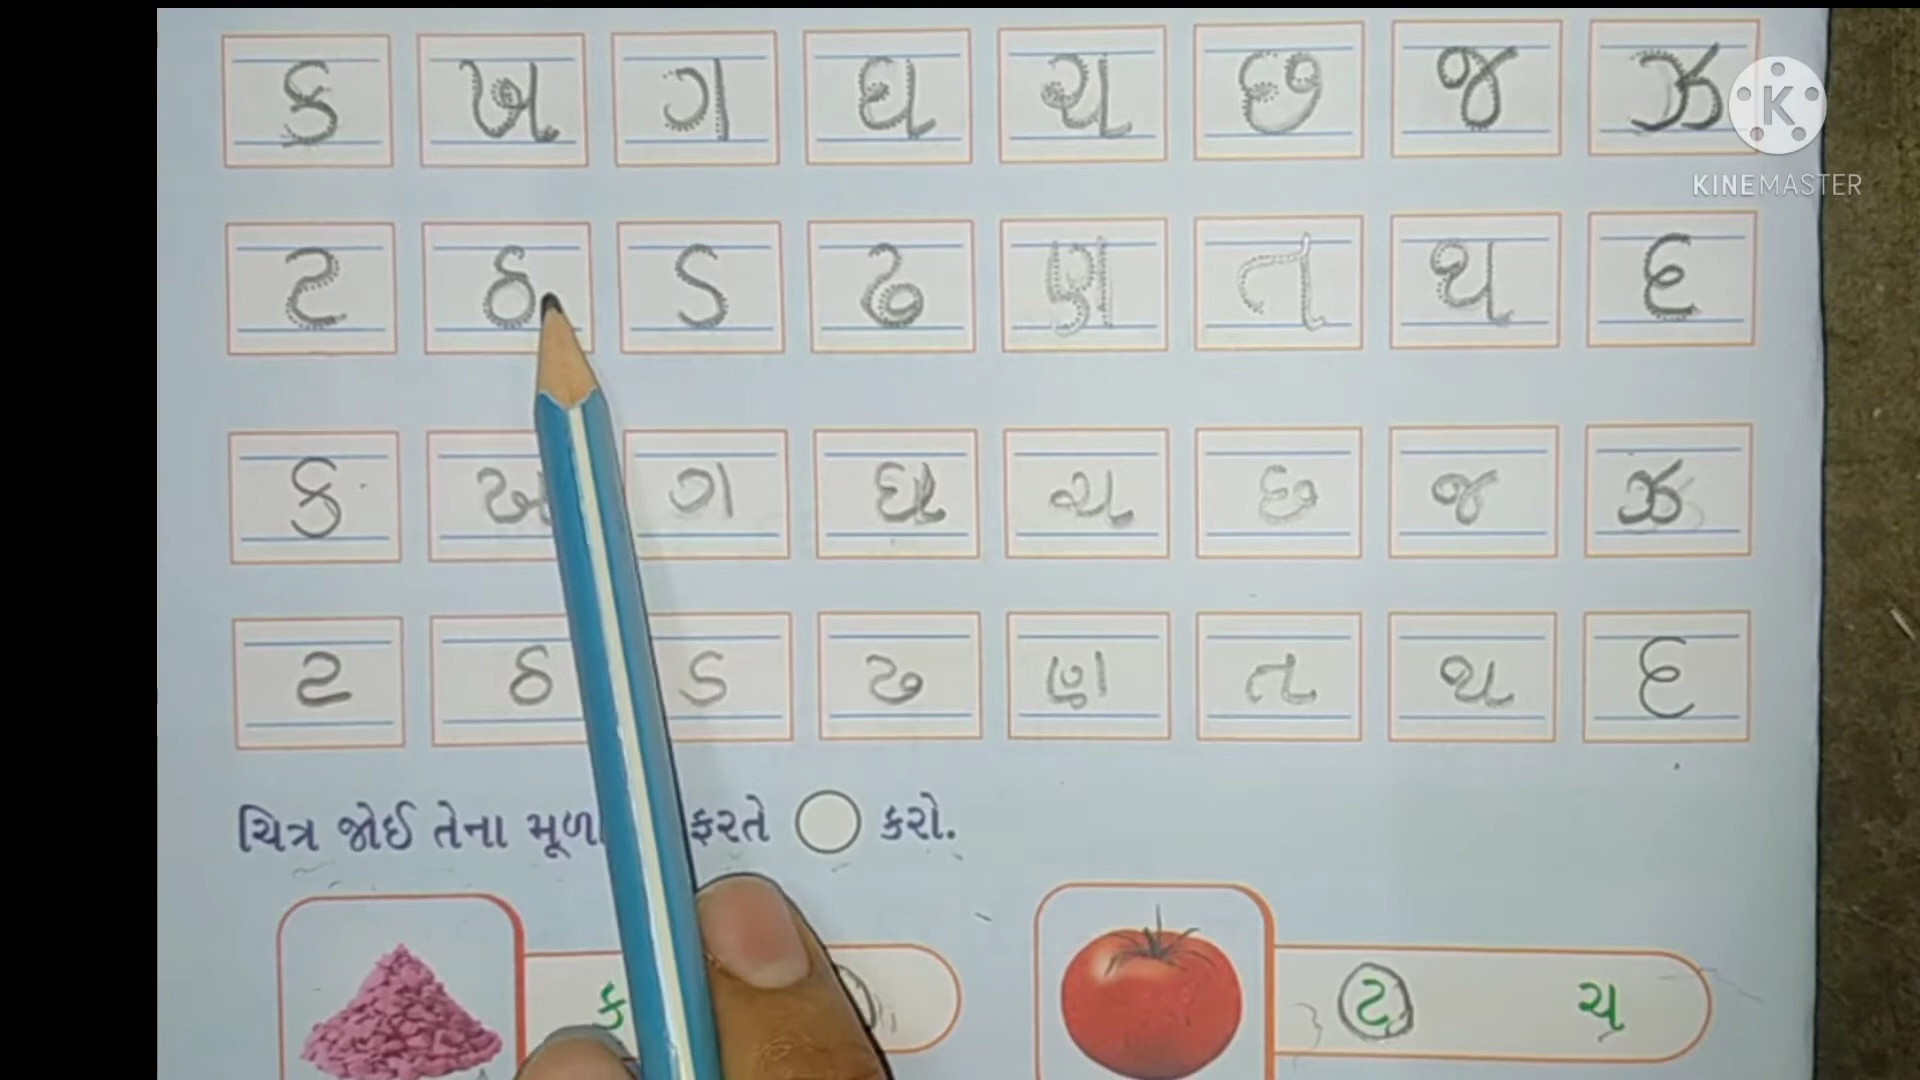 ક ખ ગ ઘ ચ છ જ ઝ
KINEMASTER
ટ ઠ ડ ઢ ણ ત થ દ
ક ખ ગ ઘ ચ છ જ ઝ
ટ ઠ ડ ઢ ણ ત થ દ
ચિત્ર જોઈ તેના ફરતે કરો.
ક ટ ચ